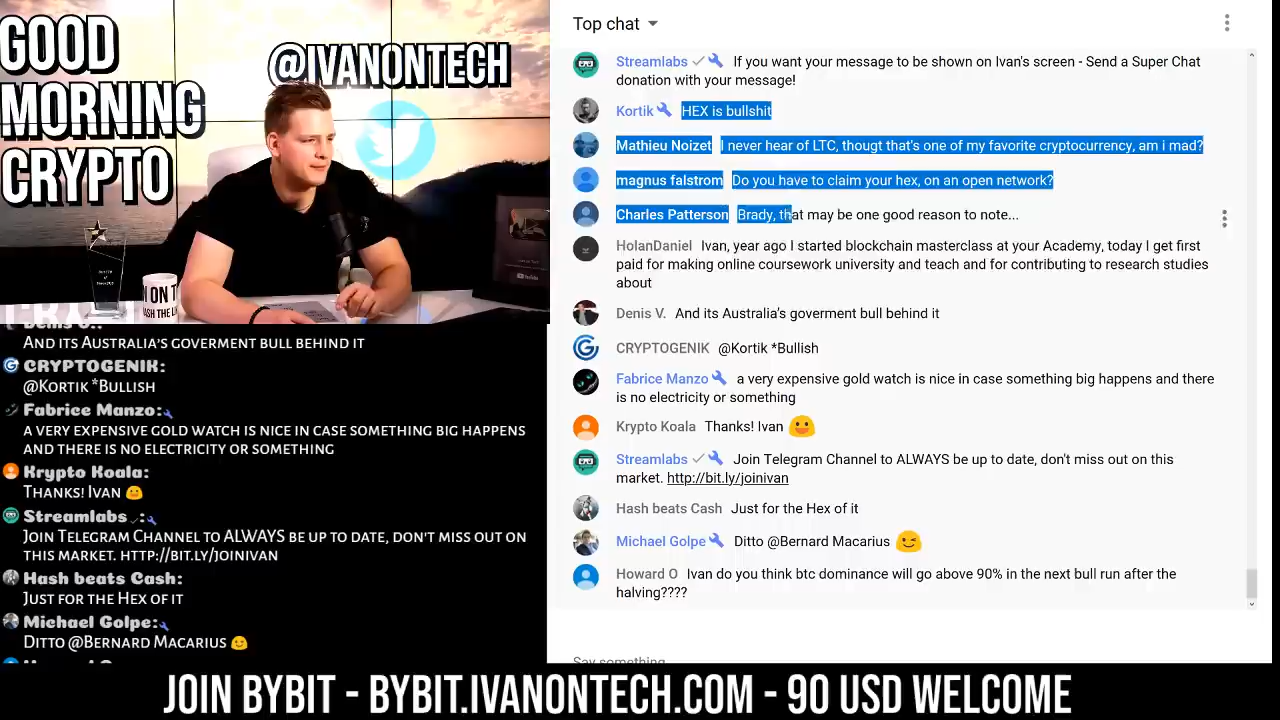 GOOD
MORNING
CRYPTO
@IVANONTECH
ON T
YouTube
AND ITS AUSTRALIA'S GOVERMENT BULL BEHIND IT
CRYPTOGENIK:
@KORTIK *BULLISH
Fabrice Manzo:
A VERY EXPENSIVE GOLD WATCH IS NICE IN CASE SOMETHING BIG HAPPENS
AND THERE IS NO ELECTRICITY OR SOMETHING
Krypto Koala:
THANKS! IVAN
Streamlabs :
JOIN TELEGRAM CHANNEL TO ALWAYS BE UP TO DATE, DON'T MISS OUT ON
THIS MARKET. HTTP://BIT.LY/JOINIVAN
Hash beats Cash:
JUST FOR THE HEX OF IT
Michael Golpe:
DITTO @BERNARD MACARIUS
Top chat
Streamlabs If you want your message to be shown on Ivan's screen - Send a Super Chat
donation with your message!
Kortik HEX is bullshit
Mathieu Noizet I never hear of LTC, thougt that's one of my favorite cryptocurrency, am i mad?
magnus falstrom Do you have to claim your hex, on an open network?
Charles Patterson Brady, that may be one good reason to note...
HolanDaniel Ivan, year ago I started blockchain masterclass at your Academy, today I get first
paid for making online coursework university and teach and for contributing to research studies
about
Denis V. And its Australia's goverment bull behind it
CRYPTOGENIK @Kortik *Bullish
Fabrice Manzo a very expensive gold watch is nice in case something big happens and there
is no electricity or something
Krypto Koala Thanks! Ivan
Streamlabs Join Telegram Channel to ALWAYS be up to date, don't miss out on this
market. http://bit.ly/joinivan
Hash beats Cash Just for the Hex of it
Michael Golpe Ditto @Bernard Macarius
Howard O Ivan do you think btc dominance will go above 90% in the next bull run after the
halving????
Say something
JOIN BYBIT - BYBIT.IVANONTECH.COM - 90 USD WELCOME